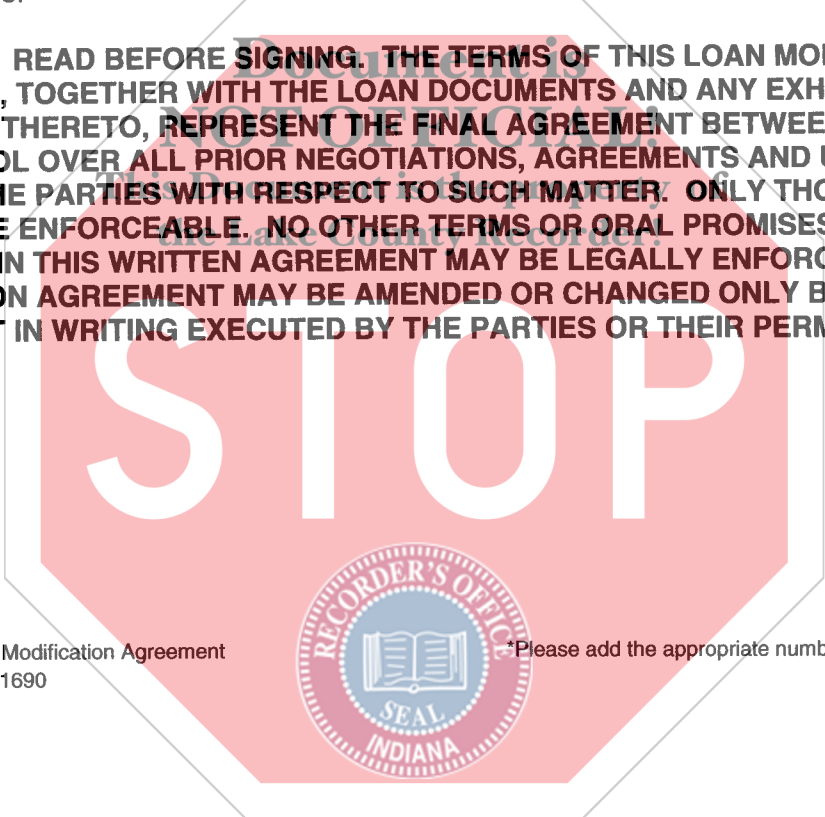 READ BEFORE SIGNING. THE TERMS OF THIS LOAN MO
, TOGETHER WITH THE LOAN DOCUMENTS AND ANY EXH
THERETO, REPRESENT THE FINAL AGREEMENT BETWEE
OL OVER ALL PRIOR NEGOTIATIONS, AGREEMENTS AND U
HE PARTIES WITH RESPECT TO SUCH MATTER. ONLY THO
E ENFORCEABLE. NO OTHER TERMS OR ORAL PROMISES
IN THIS WRITTEN AGREEMENT MAY BE LEGALLY ENFORC
ON AGREEMENT MAY BE AMENDED OR CHANGED ONLY B
T IN WRITING EXECUTED BY THE PARTIES OR THEIR PERM
Document is
NOT OFFICIAL!
This Document is the property of
the Lake County Recorder!
STOP
Modification Agreement
*Please add the appropriate numb
1690
RECORDER'S OFFICE
SEAL
INDIANA